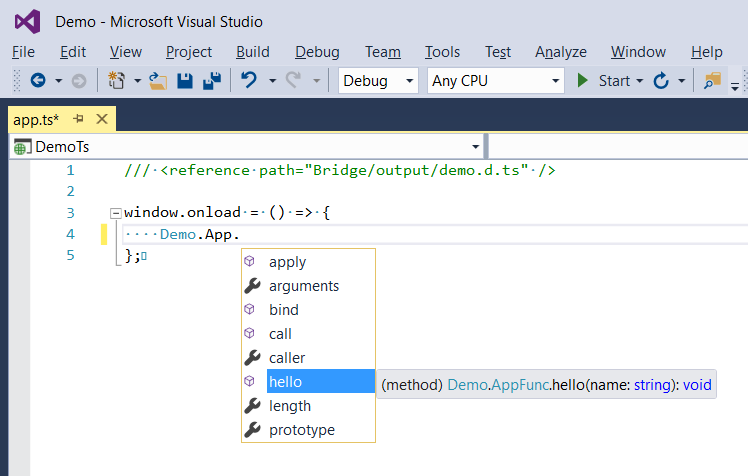 Demo - Microsoft Visual Studio
File Edit View Project Build Debug Team Tools Test Analyze Window Help
Debug Any CPU Start
app.ts*
DemoTs
1 /// <reference path="Bridge/output/demo.d.ts" />
2
3 window.onload = () => {
4 Demo.App.
5 };
apply
arguments
bind
call
caller
hello (method) Demo.AppFunc.hello(name: string): void
length
prototype